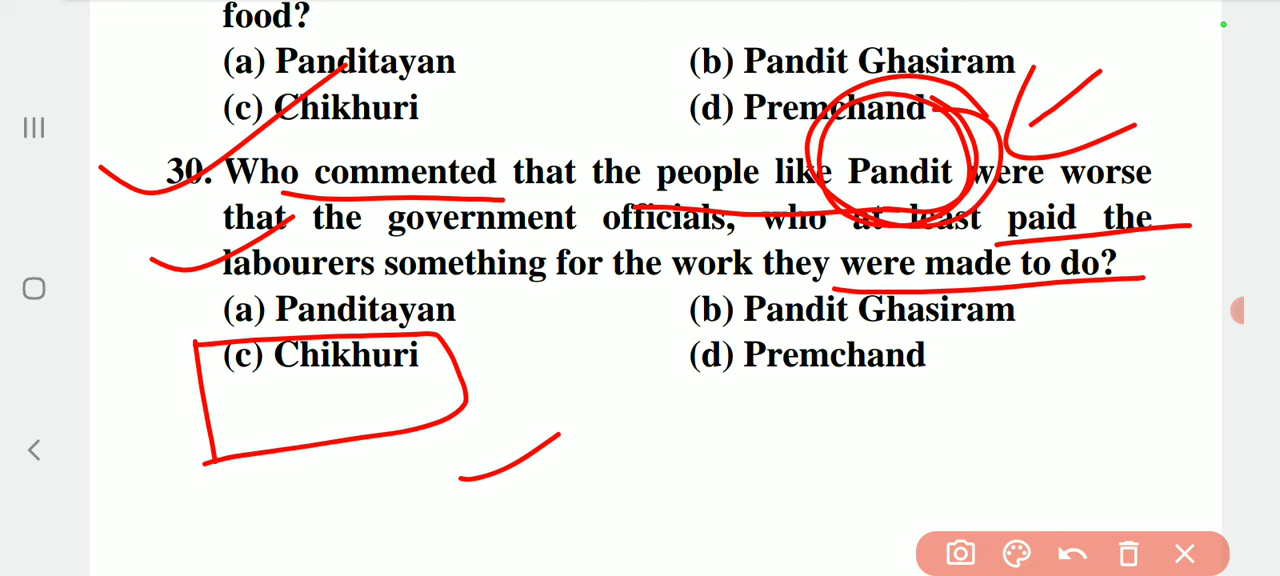 food?
(a) Panditayan (b) Pandit Ghasiram
(c) Chikhuri (d) Premchand
30. Who commented that the people like Pandit were worse
that the government officials, who at least paid the
labourers something for the work they were made to do?
(a) Panditayan (b) Pandit Ghasiram
(c) Chikhuri (d) Premchand